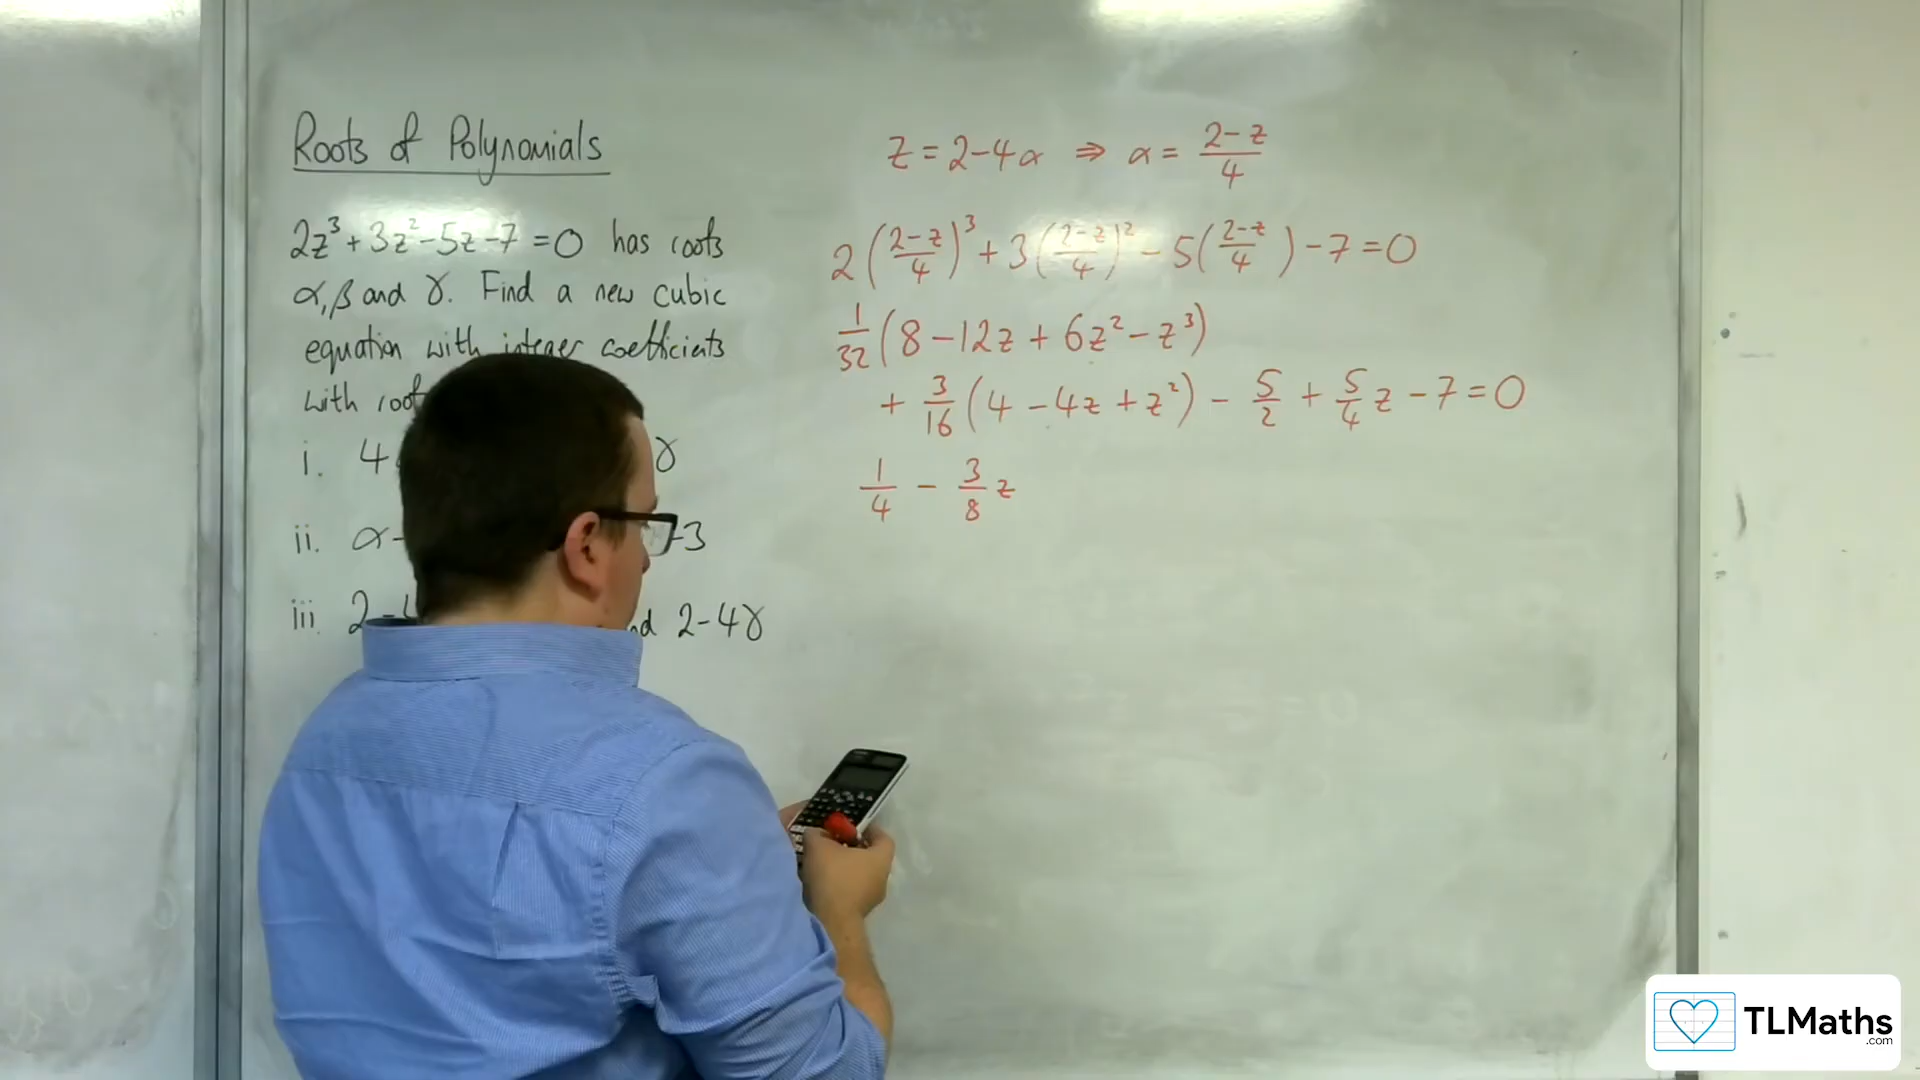 Roots of Polynomials
2z³+3z²-5z-7=0 has roots
α, β and γ. Find a new cubic
equation with integer coefficients
with
i. 4 γ
ii. α- 3
iii. 2-4 2-4γ
z=2-4α ⇒ α= (2-z)/4
2((2-z)/4)³+3((2-z)/4)²-5((2-z)/4)-7=0
1/32(8-12z+6z²-z³)
+ 3/16(4-4z+z²)- 5/2 + 5/4 z-7=0
1/4 - 3/8 z
TLMaths
.com